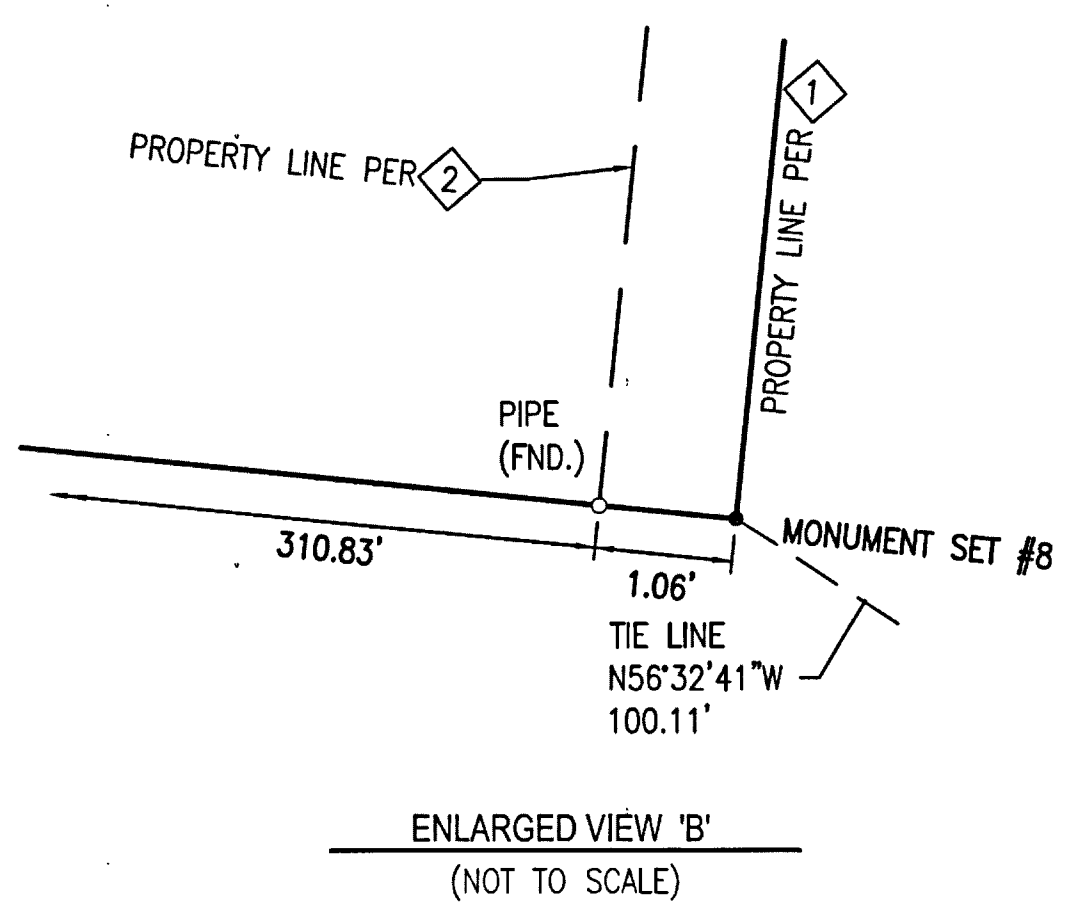 1
PROPERTY LINE PER 2
PROPERTY LINE PER
PIPE
(FND.)
310.83'
1.06'
MONUMENT SET #8
TIE LINE
N56°32'41"W
100.11'
ENLARGED VIEW 'B'
(NOT TO SCALE)